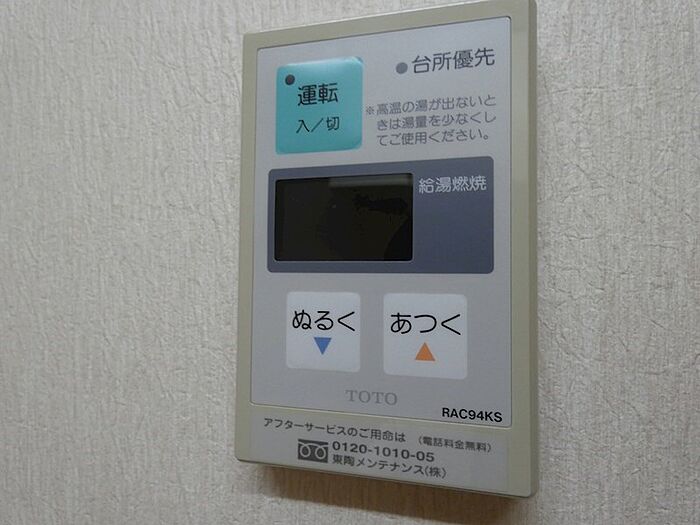 運転
入／切
台所優先
※高温の湯が出ないと
きは湯量を少なくし
てご使用ください。
給湯燃焼
ぬるく
あつく
TOTO
RAC94KS
アフターサービスのご用命は (電話料金無料)
0120-1010-05
東陶メンテナンス(株)